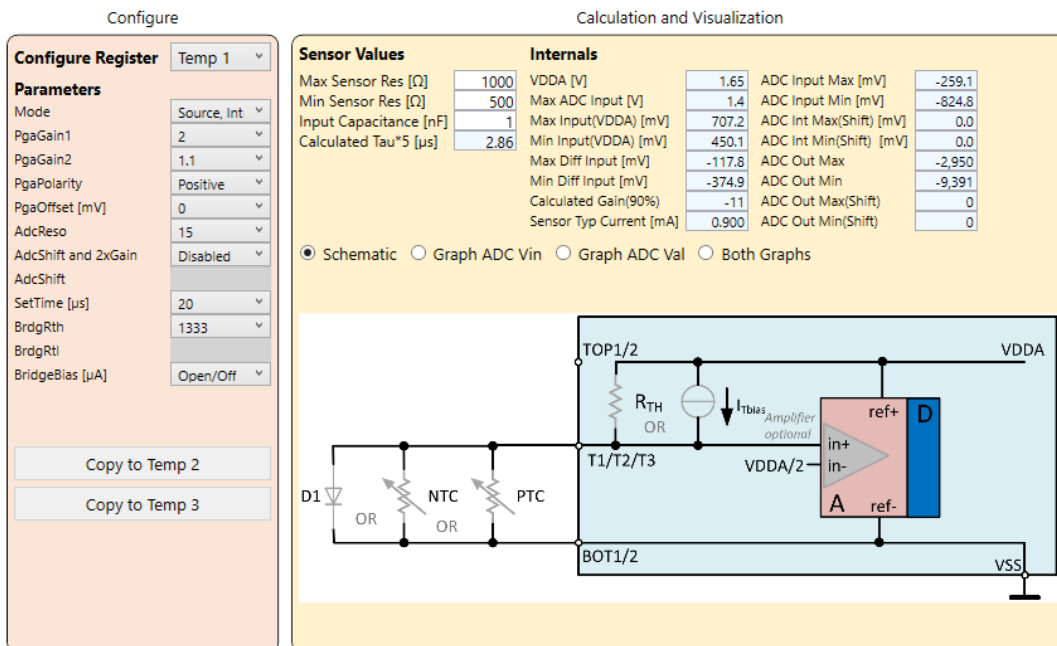 Configure
Calculation and Visualization
Configure Register Temp 1
Parameters
Mode Source, Int
PgaGain1 2
PgaGain2 1.1
PgaPolarity Positive
PgaOffset [mV] 0
AdcReso 15
AdcShift and 2xGain Disabled
AdcShift
SetTime [µs] 20
BrdgRth 1333
BrdgRtl
BridgeBias [µA] Open/Off
Copy to Temp 2
Copy to Temp 3
Sensor Values
Max Sensor Res [Ω] 1000
Min Sensor Res [Ω] 500
Input Capacitance [nF] 1
Calculated Tau*5 [µs] 2.86
Internals
VDDA [V] 1.65 ADC Input Max [mV] -259.1
Max ADC Input [V] 1.4 ADC Input Min [mV] -824.8
Max Input(VDDA) [mV] 707.2 ADC Int Max(Shift) [mV] 0.0
Min Input(VDDA) [mV] 450.1 ADC Int Min(Shift) [mV] 0.0
Max Diff Input [mV] -117.8 ADC Out Max -2,950
Min Diff Input [mV] -374.9 ADC Out Min -9,391
Calculated Gain(90%) -11 ADC Out Max(Shift) 0
Sensor Typ Current [mA] 0.900 ADC Out Min(Shift) 0
Schematic Graph ADC Vin Graph ADC Val Both Graphs
TOP1/2 VDDA
RTH
OR
ITbias
Amplifier
optional
ref+ D
in+
T1/T2/T3
VDDA/2
in-
D1 NTC PTC
OR OR
A ref-
BOT1/2
VSS